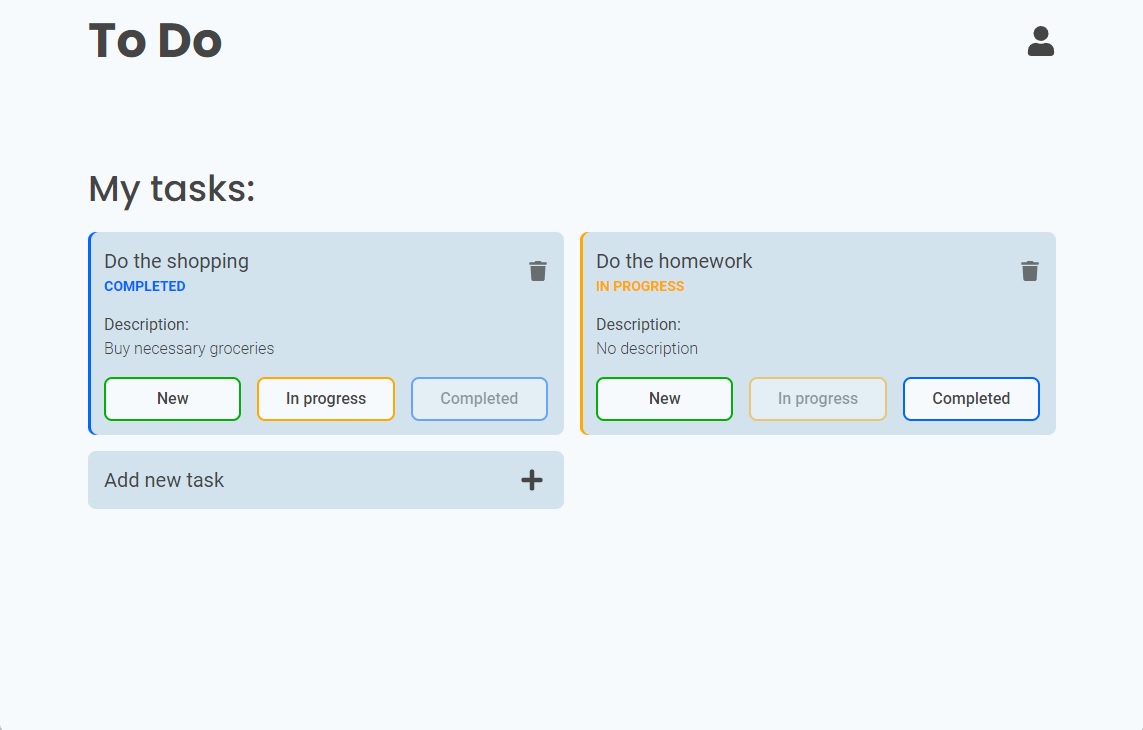 To Do
My tasks:
Do the shopping
COMPLETED
Description:
Buy necessary groceries
New
In progress
Completed
Do the homework
IN PROGRESS
Description:
No description
New
In progress
Completed
Add new task